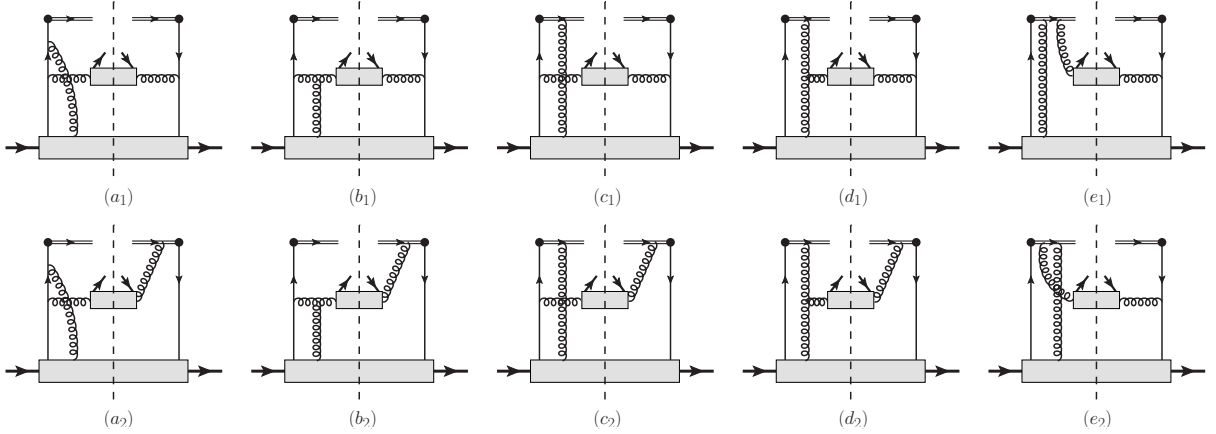 (a₁) (b₁) (c₁) (d₁) (e₁)
(a₂) (b₂) (c₂) (d₂) (e₂)